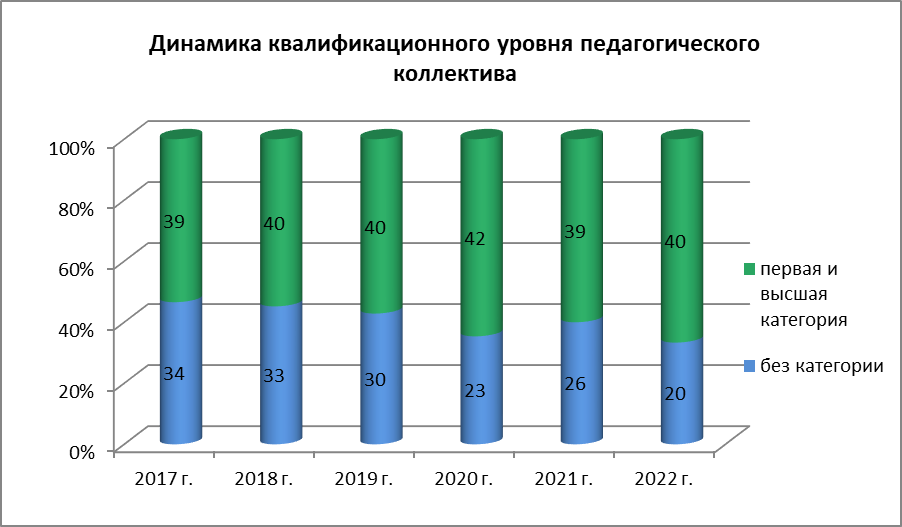 Динамика квалификационного уровня педагогического
коллектива
100%
80%
60%
40%
20%
0%
39
40
40
42
39
40
34
33
30
23
26
20
2017 г.
2018 г.
2019 г.
2020 г.
2021 г.
2022 г.
первая и
высшая
категория
без категории